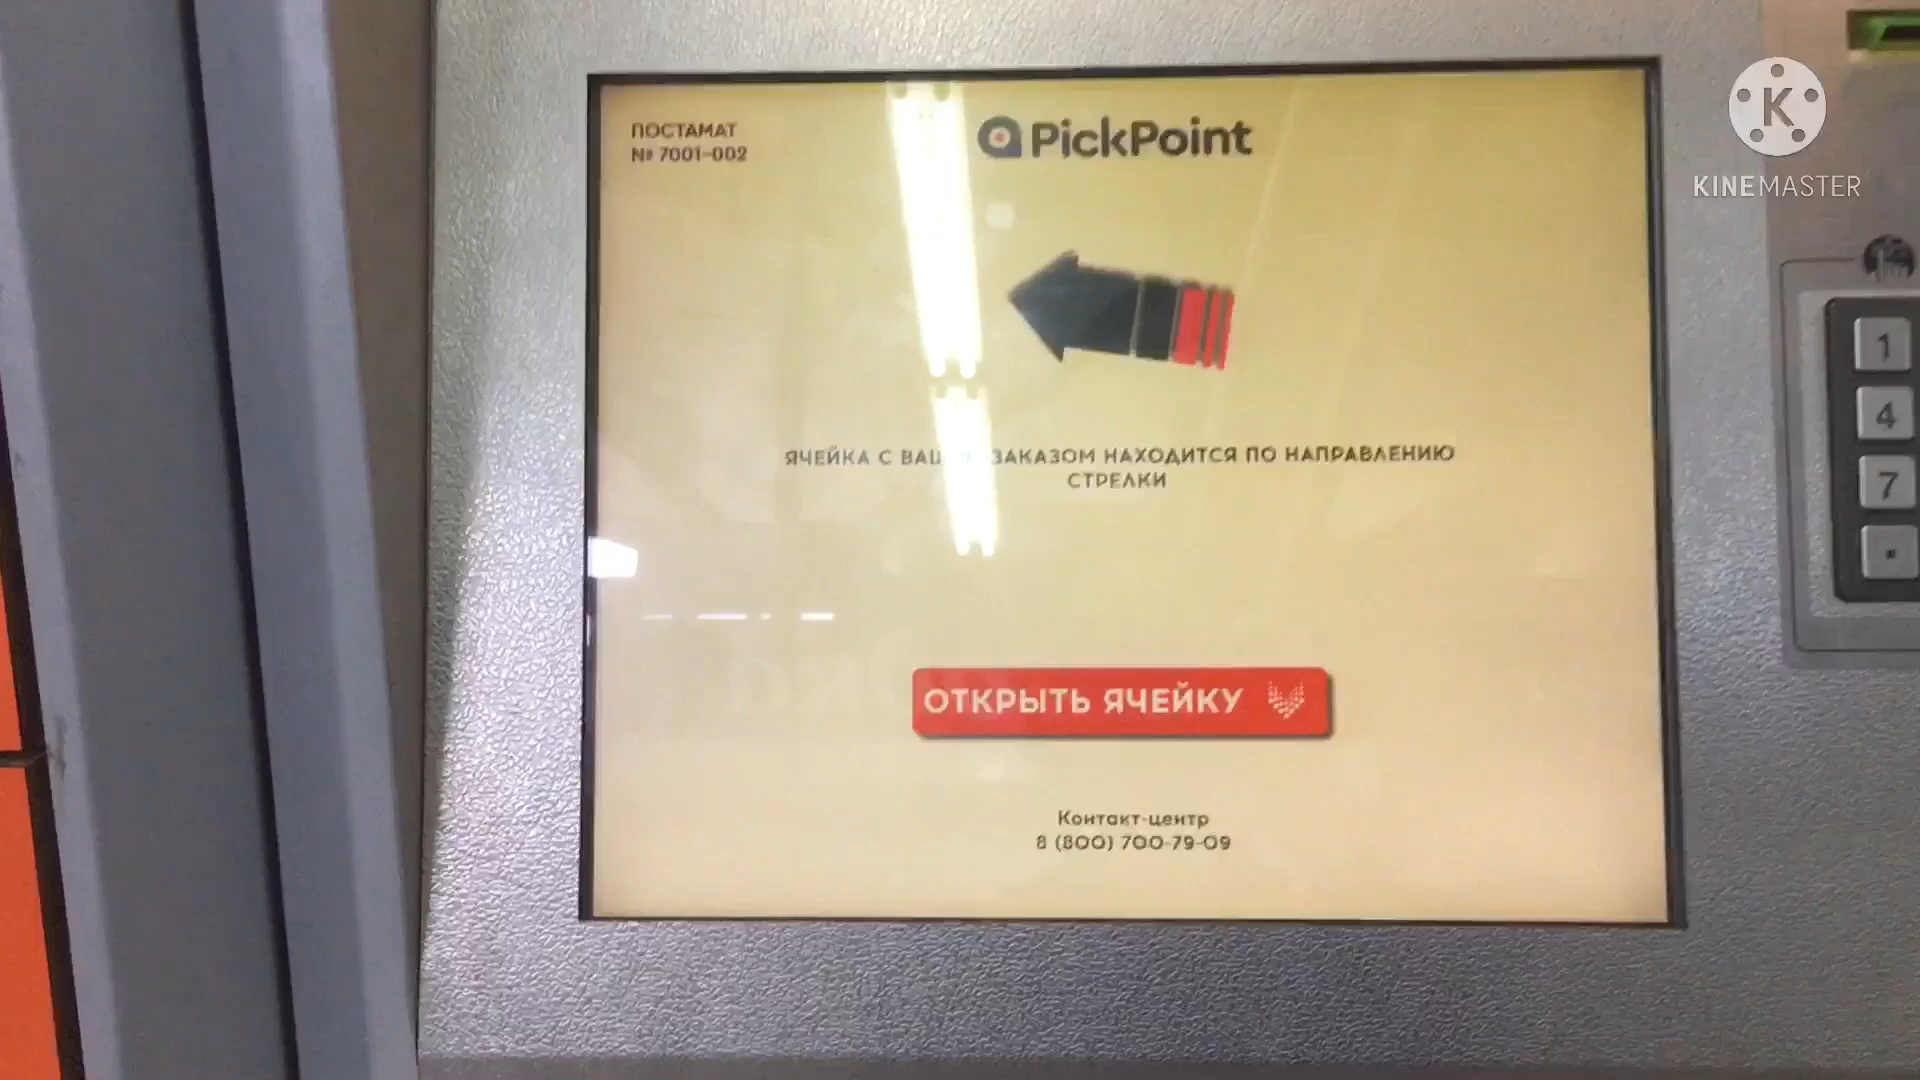 ПОСТАМАТ
№ 7001-002
PickPoint
K
KINEMASTER
ЯЧЕЙКА С ЗАКАЗОМ НАХОДИТСЯ ПО НАПРАВЛЕНИЮ
СТРЕЛКИ
ОТКРЫТЬ ЯЧЕЙКУ
Контакт-центр
8 (800) 700-79-09
1
4
7
.